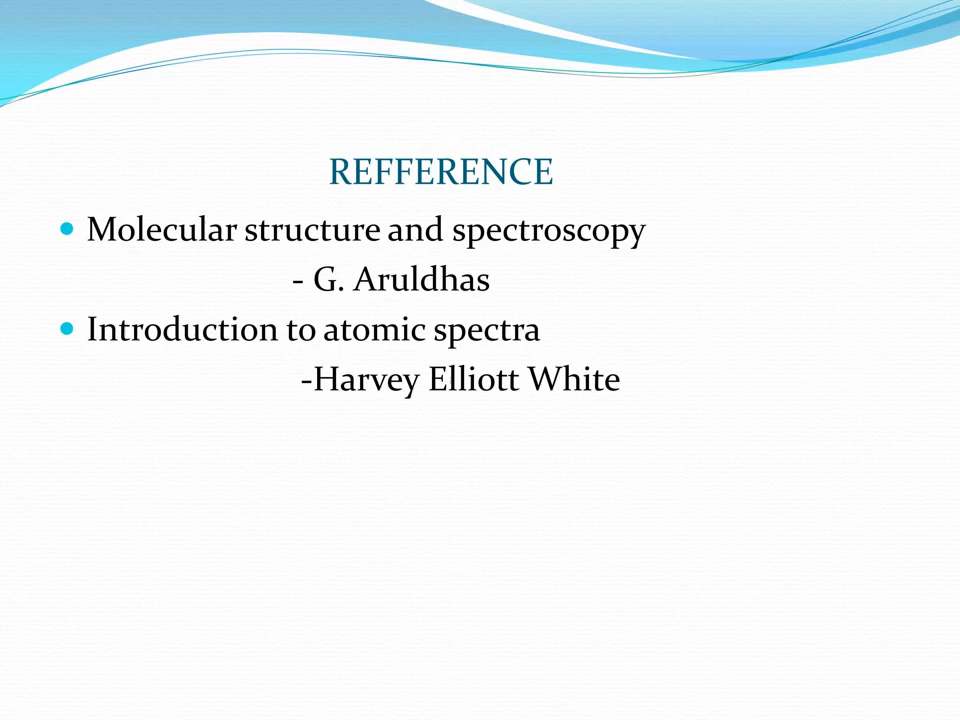 REFFERENCE
Molecular structure and spectroscopy
- G. Aruldhas
Introduction to atomic spectra
-Harvey Elliott White